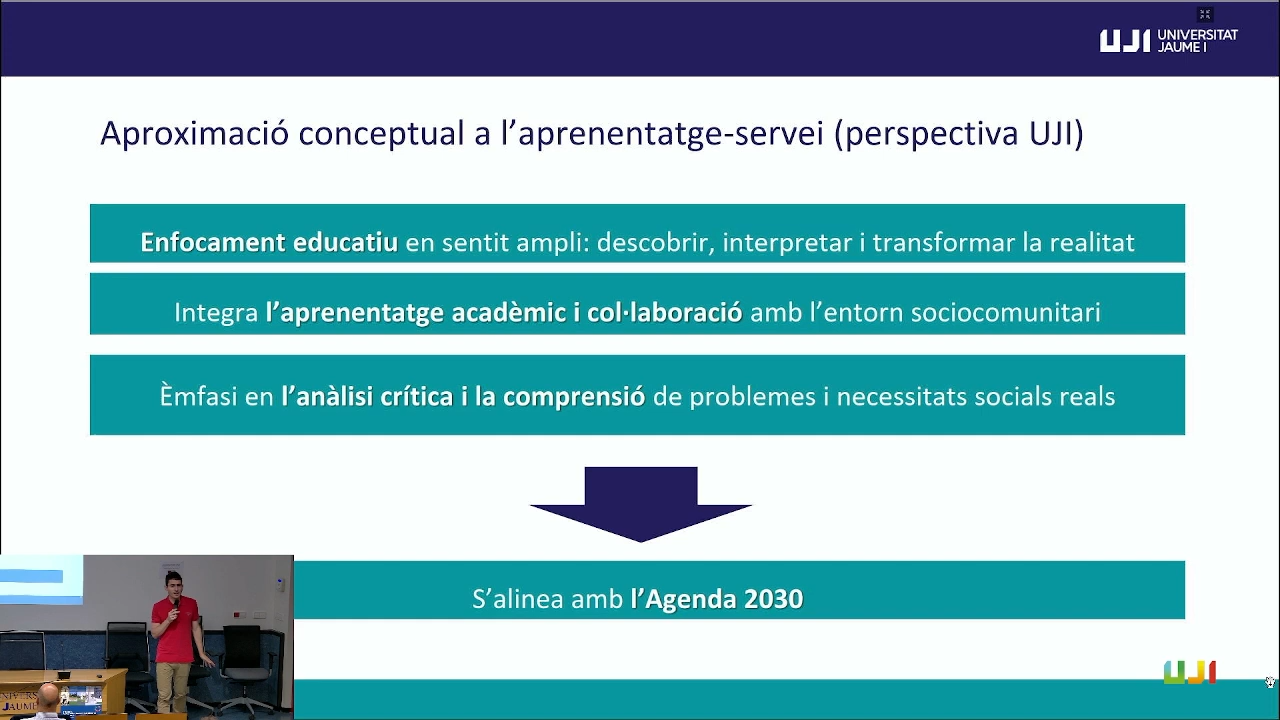 UJI UNIVERSITAT
JAUME I
Aproximació conceptual a l’aprenentatge-servei (perspectiva UJI)
Enfocament educatiu en sentit ampli: descobrir, interpretar i transformar la realitat
Integra l’aprenentatge acadèmic i col·laboració amb l’entorn sociocomunitari
Èmfasi en l’anàlisi crítica i la comprensió de problemes i necessitats socials reals
S’alinea amb l’Agenda 2030
UJI